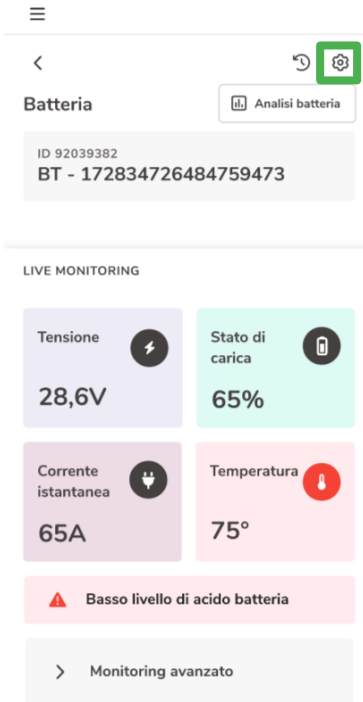 Batteria
Analisi batteria
ID 92039382
BT - 172834726484759473
LIVE MONITORING
Tensione
28,6V
Stato di
carica
65%
Corrente
istantanea
65A
Temperatura
75°
Basso livello di acido batteria
Monitoring avanzato